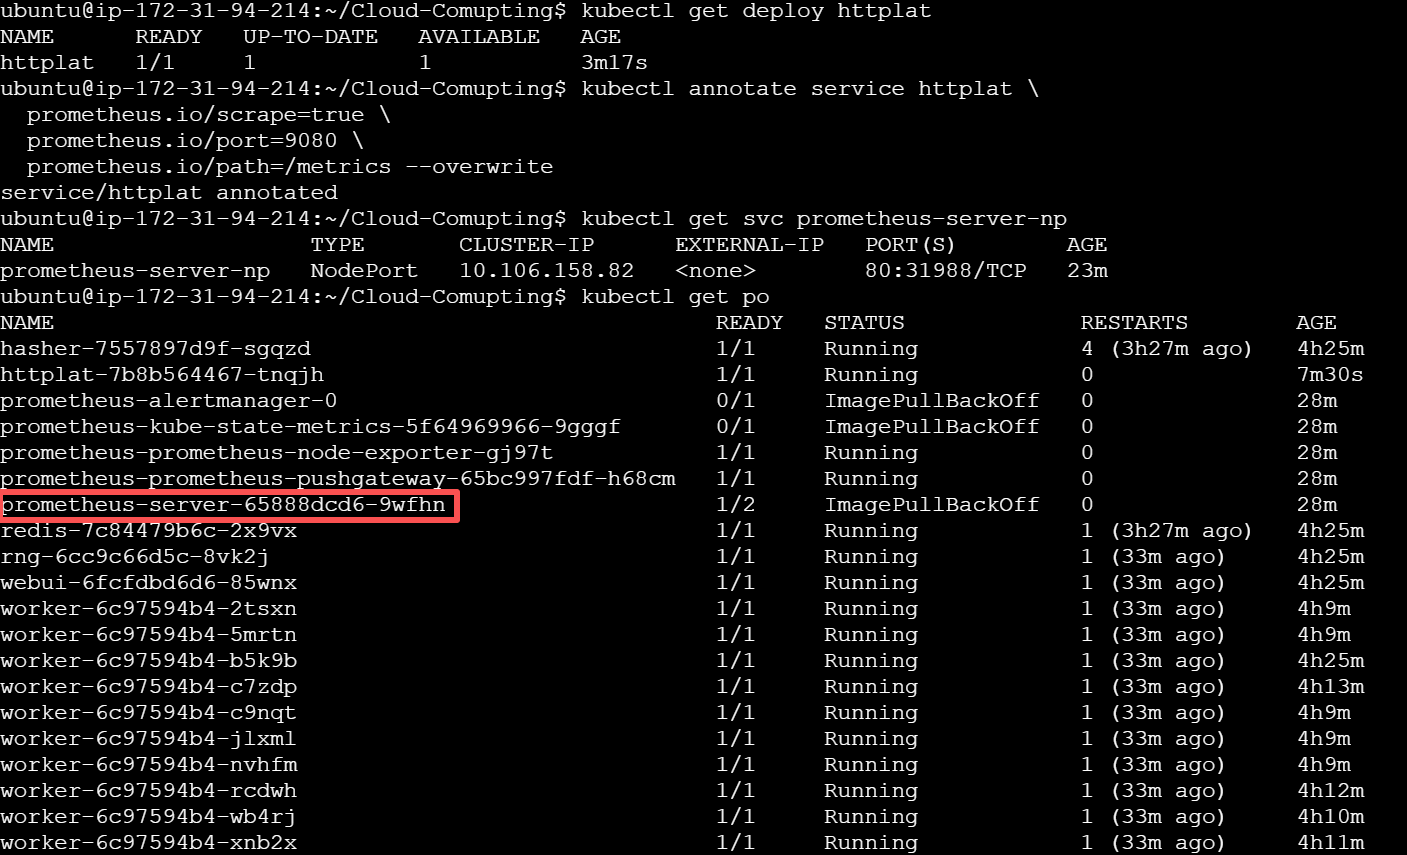 ubuntu@ip-172-31-94-214:~/Cloud-Comupting$ kubectl get deploy httplat
NAME      READY   UP-TO-DATE   AVAILABLE   AGE
httplat   1/1     1            1           3m17s
ubuntu@ip-172-31-94-214:~/Cloud-Comupting$ kubectl annotate service httplat \
  prometheus.io/scrape=true \
  prometheus.io/port=9080 \
  prometheus.io/path=/metrics --overwrite
service/httplat annotated
ubuntu@ip-172-31-94-214:~/Cloud-Comupting$ kubectl get svc prometheus-server-np
NAME                   TYPE       CLUSTER-IP      EXTERNAL-IP   PORT(S)        AGE
prometheus-server-np   NodePort   10.106.158.82   <none>        80:31988/TCP   23m
ubuntu@ip-172-31-94-214:~/Cloud-Comupting$ kubectl get po
NAME                                                 READY   STATUS             RESTARTS        AGE
hasher-7557897d9f-sgqzd                              1/1     Running            4 (3h27m ago)   4h25m
httplat-7b8b564467-tnqjh                             1/1     Running            0               7m30s
prometheus-alertmanager-0                            0/1     ImagePullBackOff   0               28m
prometheus-kube-state-metrics-5f64969966-9gggf       0/1     ImagePullBackOff   0               28m
prometheus-prometheus-node-exporter-gj97t            1/1     Running            0               28m
prometheus-prometheus-pushgateway-65bc997fdf-h68cm   1/1     Running            0               28m
prometheus-server-65888dcd6-9wfhn                    1/2     ImagePullBackOff   0               28m
redis-7c84479b6c-2x9vx                               1/1     Running            1 (3h27m ago)   4h25m
rng-6cc9c66d5c-8vk2j                                 1/1     Running            1 (33m ago)     4h25m
webui-6fcfdbd6d6-85wnx                               1/1     Running            1 (33m ago)     4h25m
worker-6c97594b4-2tsxn                               1/1     Running            1 (33m ago)     4h9m
worker-6c97594b4-5mrtn                               1/1     Running            1 (33m ago)     4h9m
worker-6c97594b4-b5k9b                               1/1     Running            1 (33m ago)     4h25m
worker-6c97594b4-c7zdp                               1/1     Running            1 (33m ago)     4h13m
worker-6c97594b4-c9nqt                               1/1     Running            1 (33m ago)     4h9m
worker-6c97594b4-jlxml                               1/1     Running            1 (33m ago)     4h9m
worker-6c97594b4-nvhfm                               1/1     Running            1 (33m ago)     4h9m
worker-6c97594b4-rcdwh                               1/1     Running            1 (33m ago)     4h12m
worker-6c97594b4-wb4rj                               1/1     Running            1 (33m ago)     4h10m
worker-6c97594b4-xnb2x                               1/1     Running            1 (33m ago)     4h11m